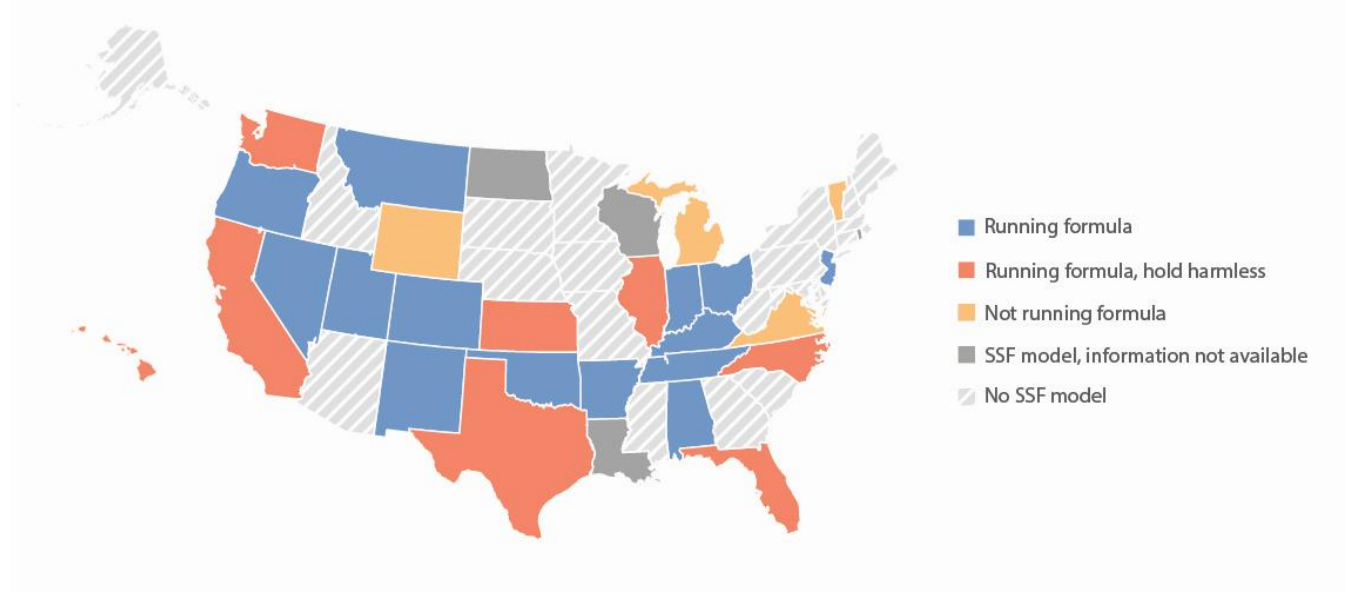 Running formula
Running formula, hold harmless
Not running formula
SSF model, information not available
No SSF model